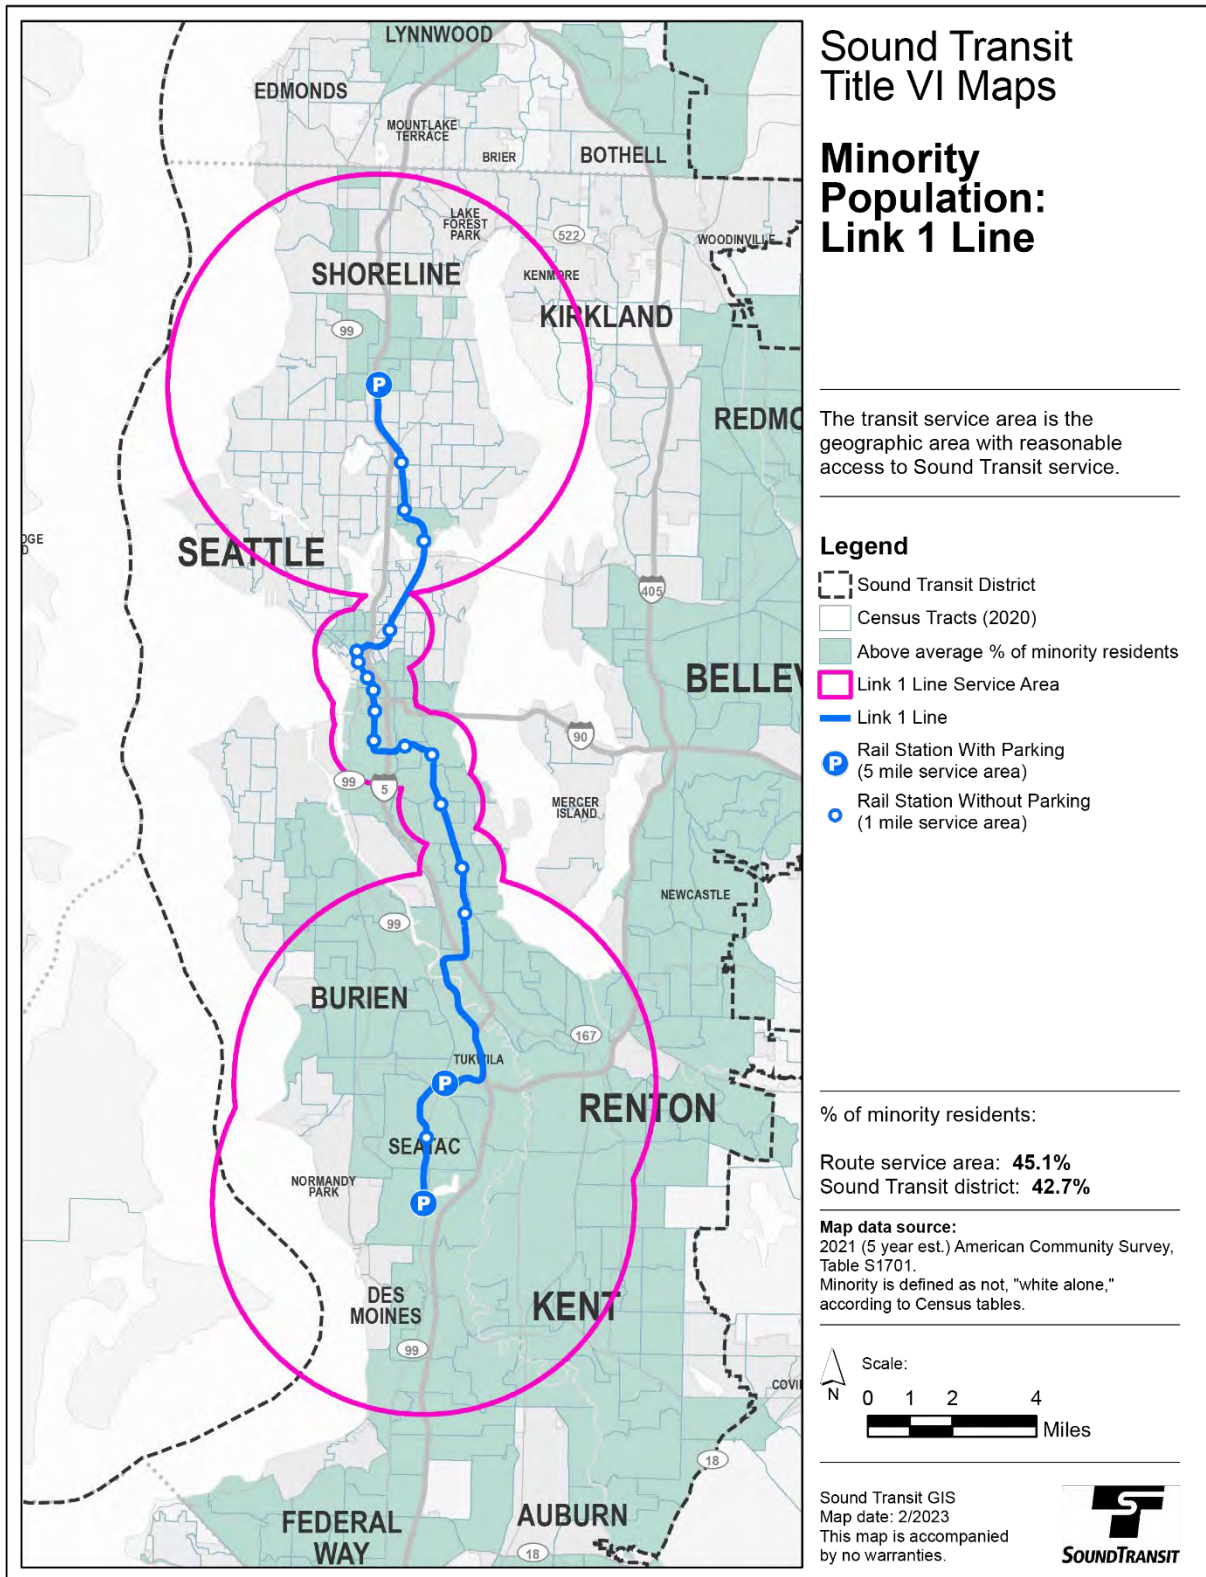 Sound Transit
Title VI Maps
Minority
Population:
Link 1 Line
The transit service area is the
geographic area with reasonable
access to Sound Transit service.
Legend
Sound Transit District
Census Tracts (2020)
Above average % of minority residents
Link 1 Line Service Area
Link 1 Line
P
Rail Station With Parking
(5 mile service area)
Rail Station Without Parking
(1 mile service area)
% of minority residents:
Route service area: 45.1%
Sound Transit district: 42.7%
Map data source:
2021 (5 year est.) American Community Survey,
Table S1701.
Minority is defined as not, "white alone,"
according to Census tables.
N
Scale:
0 1 2 4
Miles
Sound Transit GIS
Map date: 2/2023
This map is accompanied
by no warranties.
SOUNDTRANSIT
LYNNWOOD
EDMONDS
MOUNTLAKE
TERRACE
BRIER
BOTHELL
LAKE
FOREST
PARK
522
WOODINVILLE
SHORELINE
KENMORE
99
KIRKLAND
P
REDMO
SEATTLE
DGE
D
405
BELLEV
90
99
5
MERCER
ISLAND
NEWCASTLE
99
BURIEN
167
TUKWILA
P
RENTON
SEATAC
NORMANDY
PARK
P
DES
MOINES
KENT
99
COVI
18
FEDERAL
WAY
AUBURN
18